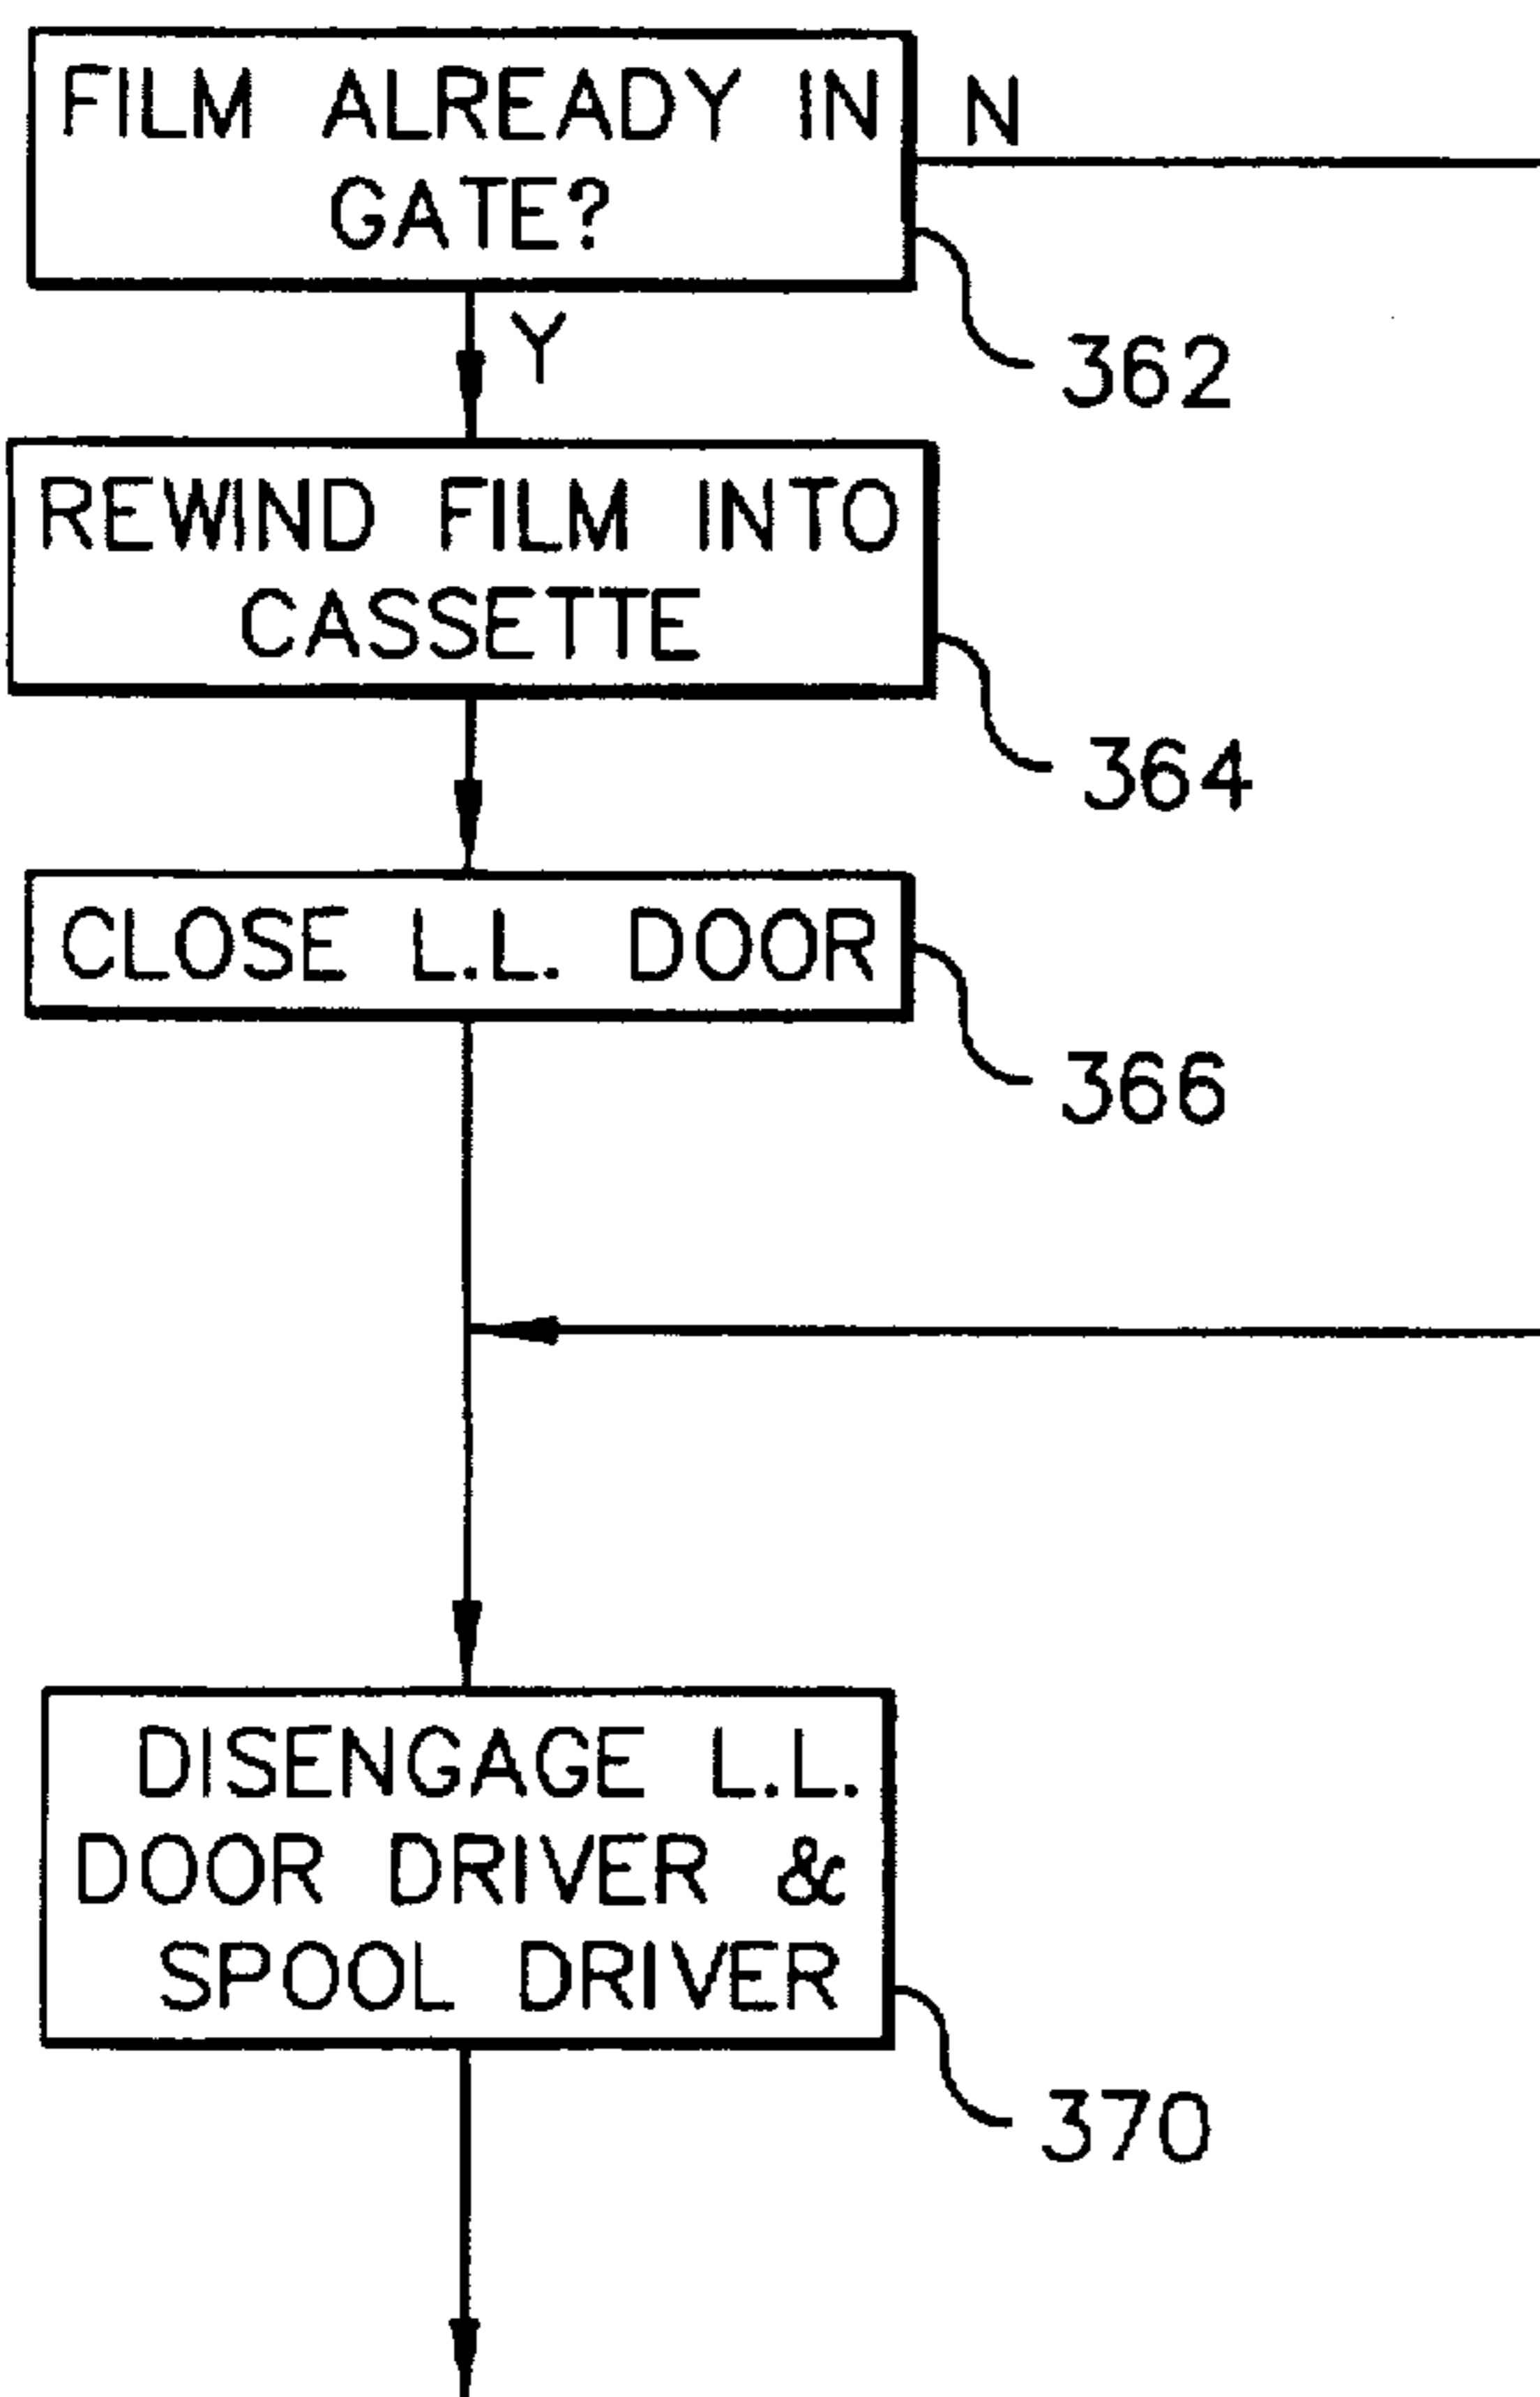 FILM ALREADY IN
GATE?
N
362
Y
REWIND FILM INTO
CASSETTE
364
CLOSE L.L. DOOR
366
DISENGAGE L.L.
DOOR DRIVER &
SPOOL DRIVER
370